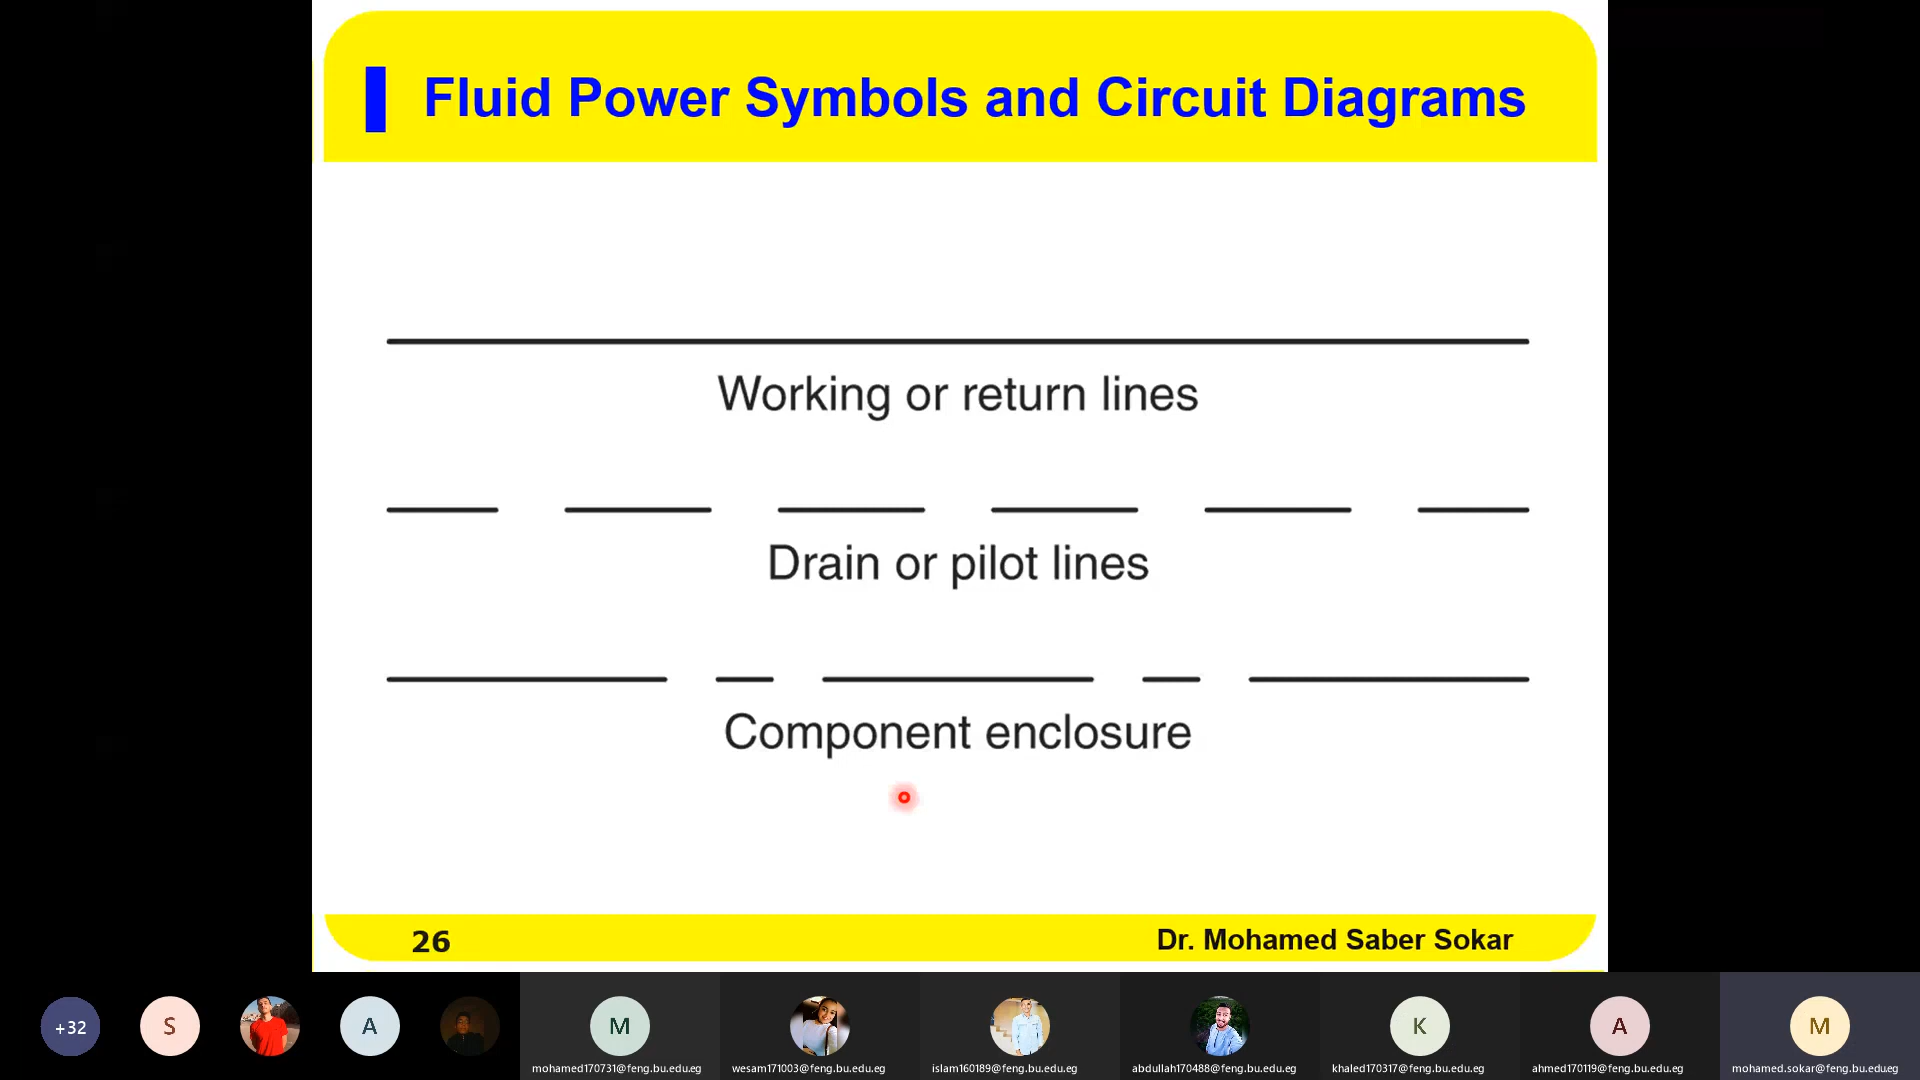 Fluid Power Symbols and Circuit Diagrams
Working or return lines
Drain or pilot lines
Component enclosure
26
Dr. Mohamed Saber Sokar
+32
S
A
M
K
A
M
mohamed170731@feng.bu.edu.eg
wesam171003@feng.bu.edu.eg
islam160189@feng.bu.edu.eg
abdullah170488@feng.bu.edu.eg
khaled170317@feng.bu.edu.eg
ahmed170119@feng.bu.edu.eg
mohamed.sokar@feng.bu.edu.eg